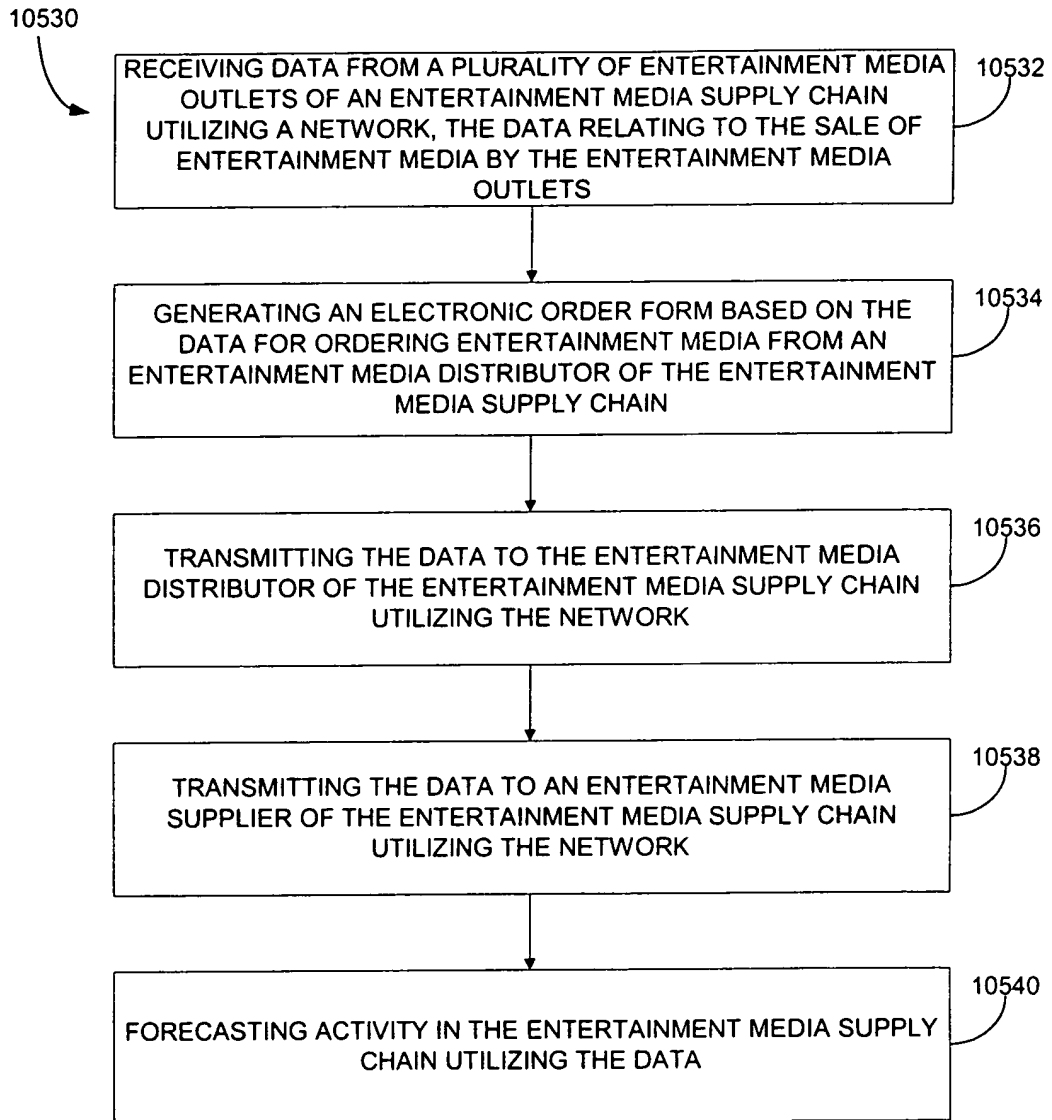 10530
RECEIVING DATA FROM A PLURALITY OF ENTERTAINMENT MEDIA
OUTLETS OF AN ENTERTAINMENT MEDIA SUPPLY CHAIN
UTILIZING A NETWORK, THE DATA RELATING TO THE SALE OF
ENTERTAINMENT MEDIA BY THE ENTERTAINMENT MEDIA
OUTLETS
10532
GENERATING AN ELECTRONIC ORDER FORM BASED ON THE
DATA FOR ORDERING ENTERTAINMENT MEDIA FROM AN
ENTERTAINMENT MEDIA DISTRIBUTOR OF THE ENTERTAINMENT
MEDIA SUPPLY CHAIN
10534
TRANSMITTING THE DATA TO THE ENTERTAINMENT MEDIA
DISTRIBUTOR OF THE ENTERTAINMENT MEDIA SUPPLY CHAIN
UTILIZING THE NETWORK
10536
TRANSMITTING THE DATA TO AN ENTERTAINMENT MEDIA
SUPPLIER OF THE ENTERTAINMENT MEDIA SUPPLY CHAIN
UTILIZING THE NETWORK
10538
FORECASTING ACTIVITY IN THE ENTERTAINMENT MEDIA SUPPLY
CHAIN UTILIZING THE DATA
10540